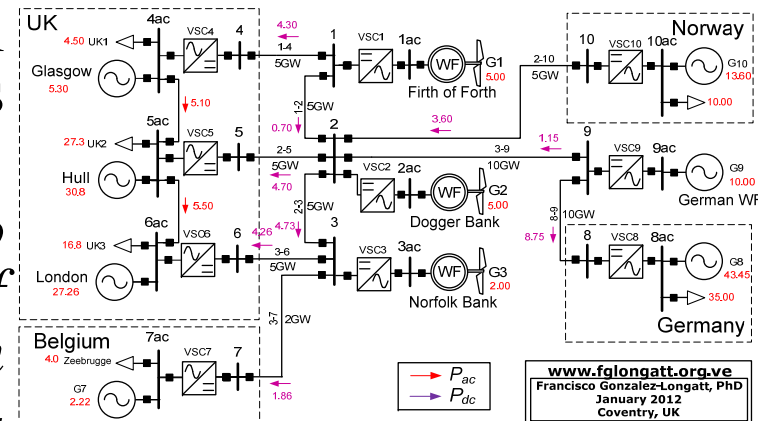 UK
4ac
VSC4
4
4.30
1-4
5GW
1
VSC1
1ac
WF
G1
5.00
Firth of Forth
4.50 UK1
Glasgow
5.30
5.10
1-2
5GW
0.70
2-10
5GW
3.60
10
VSC10
10ac
Norway
G10
13.60
10.00
5ac
VSC5
5
27.3 UK2
Hull
30.8
5.50
2-5
5GW
4.70
2
3-9
10GW
1.15
VSC2
2ac
WF
G2
5.00
Dogger Bank
9
VSC9
9ac
G9
10.00
German WF
2-3
5GW
4.73
8-9
10GW
8.75
6ac
VSC6
6
16,8 UK3
London
27.26
4.26
3-6
5GW
3
VSC3
3ac
WF
G3
2.00
Norfolk Bank
8
VSC8
8ac
G8
43.45
35.00
Germany
3-7
2GW
1.86
Belgium
7ac
VSC7
7
4.0 Zeebrugge
G7
2.22
Pac
Pdc
www.fglongatt.org.ve
Francisco Gonzalez-Longatt, PhD
January 2012
Coventry, UK